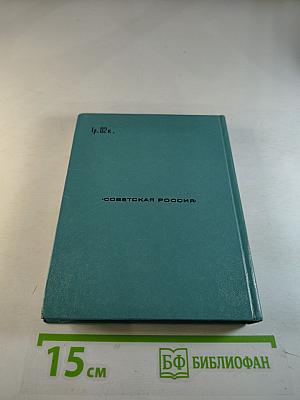 1р. 02к.
«СОВЕТСКАЯ РОССИЯ»
15 см
БФ БИБЛИОФАН